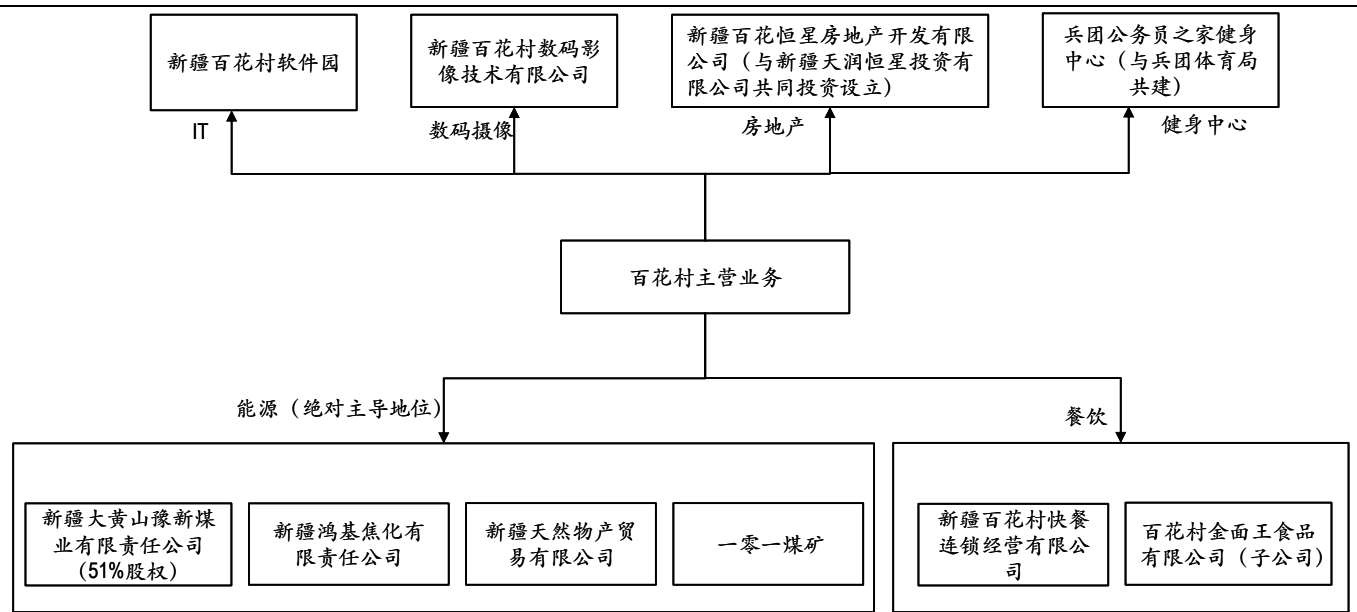 新疆百花村软件园
新疆百花村数码影
像技术有限公司
新疆百花恒星房地产开发有限
公司（与新疆天润恒星投资有
限公司共同投资设立）
兵团公务员之家健身
中心（与兵团体育局
共建）
IT
数码摄像
房地产
健身中心
百花村主营业务
能源（绝对主导地位）
餐饮
新疆大黄山豫新煤
业有限责任公司
（51%股权）
新疆鸿基焦化有
限责任公司
新疆天然物产贸
易有限公司
一零一煤矿
新疆百花村快餐
连锁经营有限公
司
百花村金面王食品
有限公司（子公司）